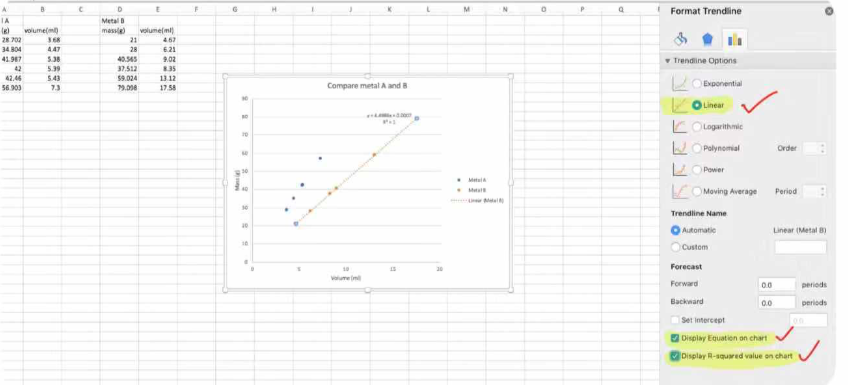 A B C D E F G H I J K L M N O P Q
l A Metal B
(g) volume(ml) mass(g) volume(ml)
28.702 3.68 21 4.67
34.804 4.47 28 6.21
41.987 5.38 40.565 9.02
42 5.39 37.512 8.35
42.46 5.43 59.024 13.12
56.903 7.3 79.098 17.58
Compare metal A and B
90
80
70
60
50
40
30
20
10
0
0 5 10 15 20
Mass (g)
Volume (ml)
R² = 1
Metal A
Metal B
Linear (Metal B)
Format Trendline
Trendline Options
Exponential
Linear
Logarithmic
Polynomial Order
Power
Moving Average Period
Trendline Name
Automatic Linear (Metal B)
Custom
Forecast
Forward 0.0 periods
Backward 0.0 periods
Set Intercept 0.0
Display Equation on chart
Display R-squared value on chart